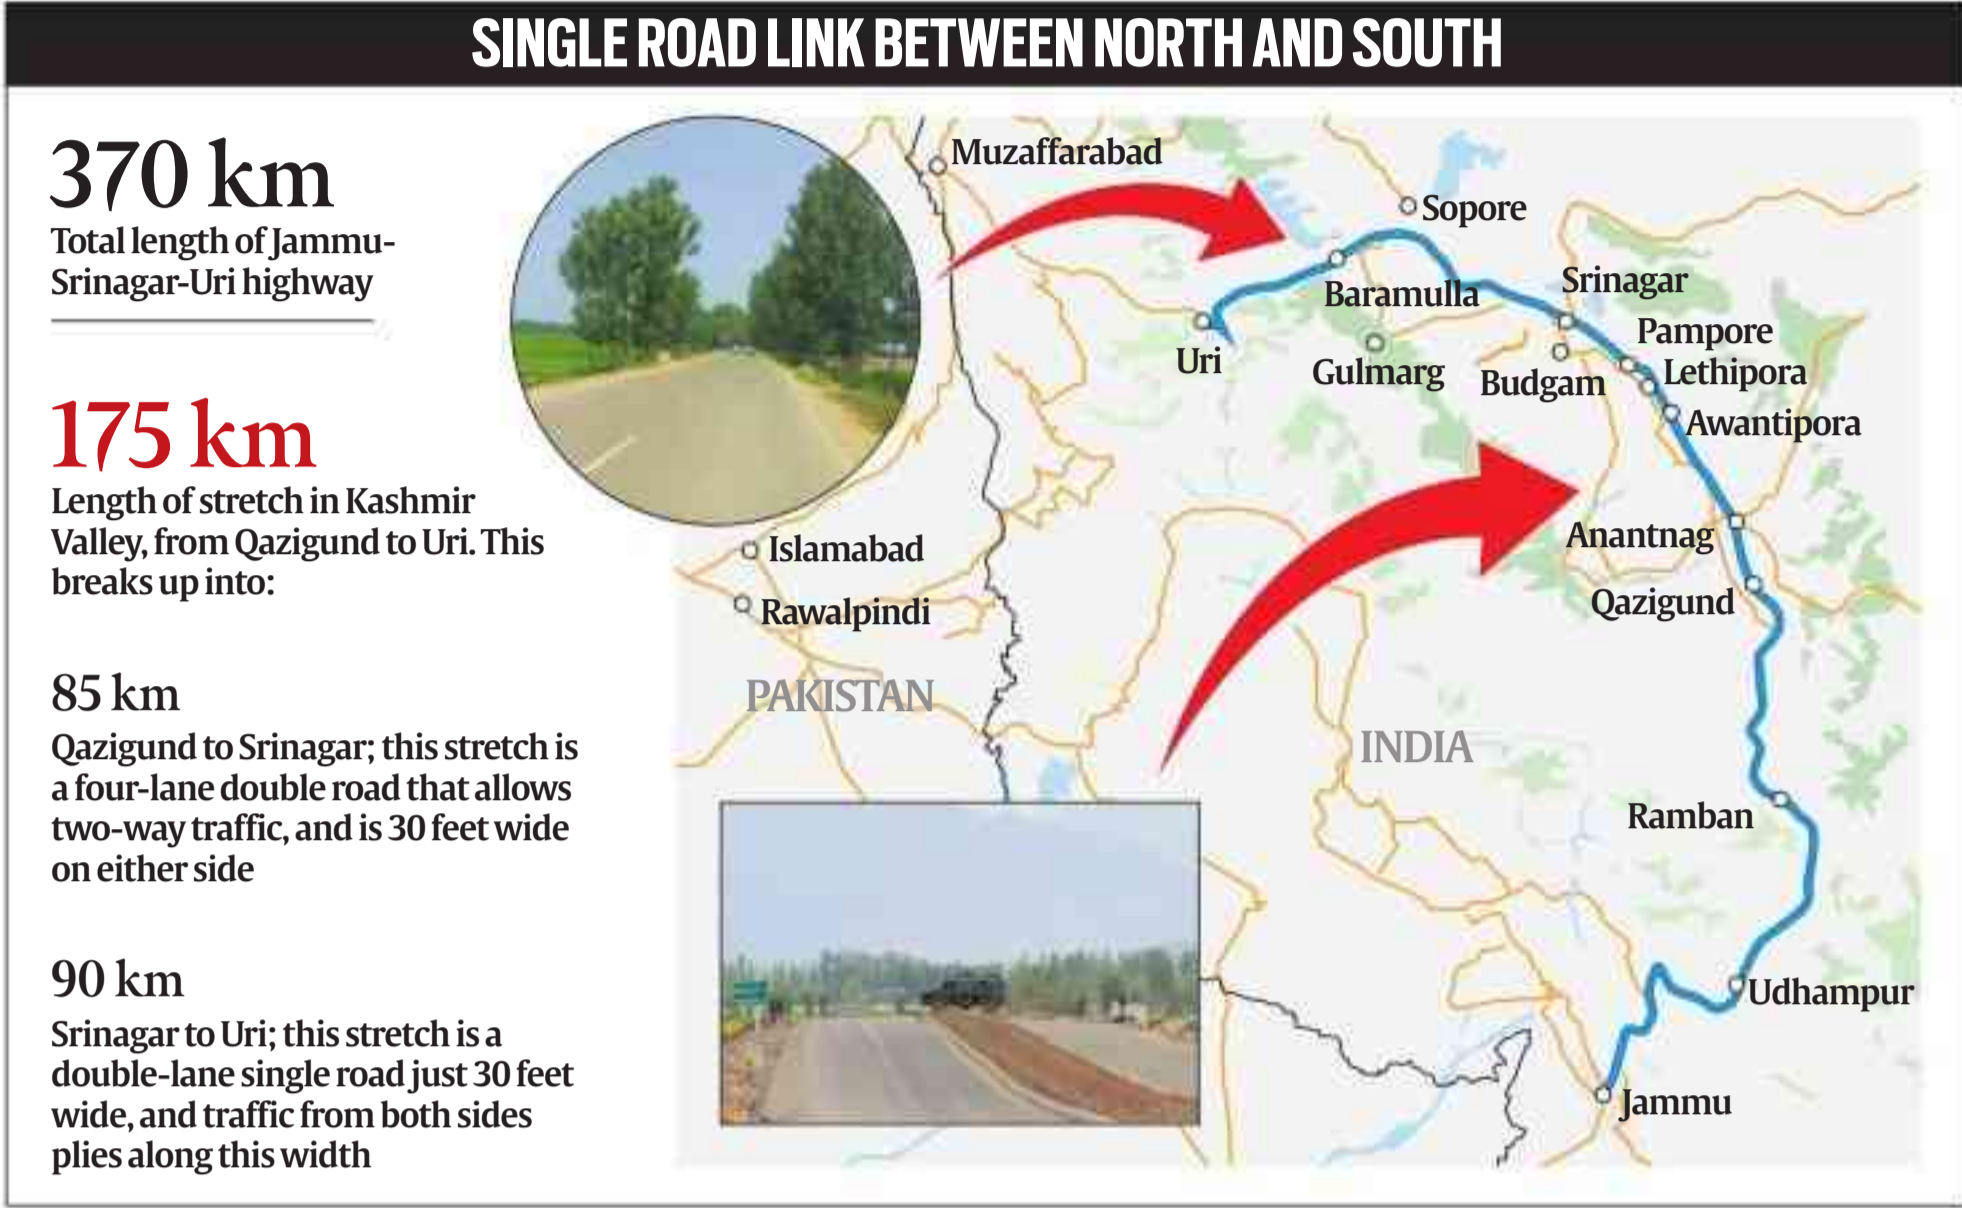 SINGLE ROAD LINK BETWEEN NORTH AND SOUTH
370 km
Total length of Jammu-
Srinagar-Uri highway
175 km
Length of stretch in Kashmir
Valley, from Qazigund to Uri. This
breaks up into:
85 km
Qazigund to Srinagar; this stretch is
a four-lane double road that allows
two-way traffic, and is 30 feet wide
on either side
90 km
Srinagar to Uri; this stretch is a
double-lane single road just 30 feet
wide, and traffic from both sides
plies along this width
Muzaffarabad
Sopore
Srinagar
Baramulla
Pampore
Uri
Gulmarg
Budgam
Lethipora
Awantipora
Anantnag
Islamabad
Qazigund
Rawalpindi
PAKISTAN
INDIA
Ramban
Udhampur
Jammu